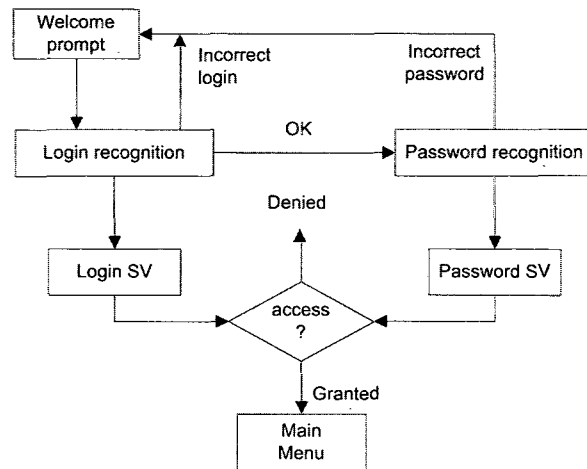 Welcome
prompt
Incorrect
login
Incorrect
password
Login recognition
OK
Password recognition
Denied
Login SV
Password SV
access
?
Granted
Main
Menu